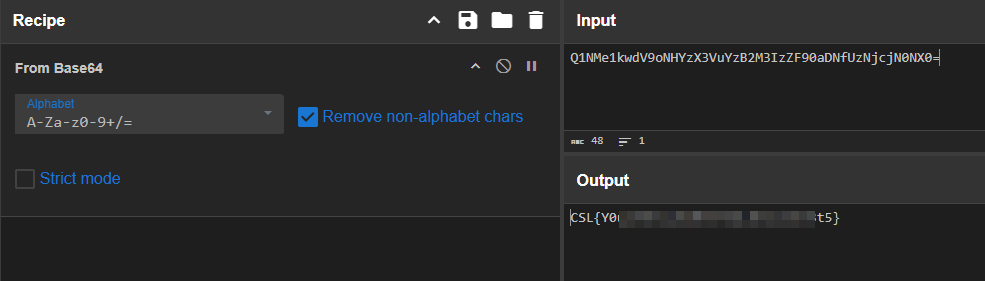 Recipe
From Base64
Alphabet
A-Za-z0-9+/=
Remove non-alphabet chars
Strict mode
Input
Q1NMe1kwdV9oNHYzX3VuYzB2M3IzZF90aDNfUzNjcjN0NX0=
ABC 48 1
Output
CSL{Y0 t5}